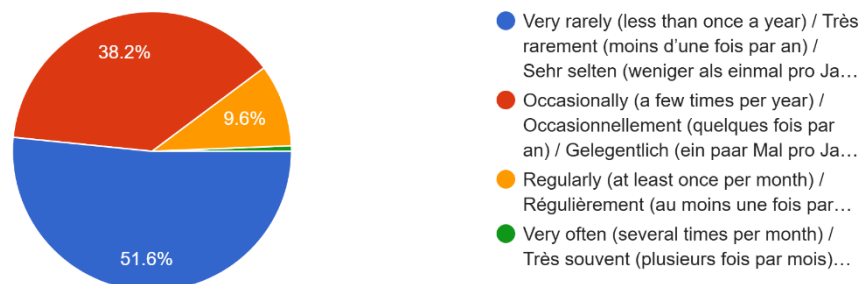 38.2%
9.6%
51.6%
Very rarely (less than once a year) / Très
rarement (moins d'une fois par an) /
Sehr selten (weniger als einmal pro Ja…
Occasionally (a few times per year) /
Occasionnellement (quelques fois par
an) / Gelegentlich (ein paar Mal pro Ja…
Regularly (at least once per month) /
Régulièrement (au moins une fois par…
Very often (several times per month) /
Très souvent (plusieurs fois par mois)…